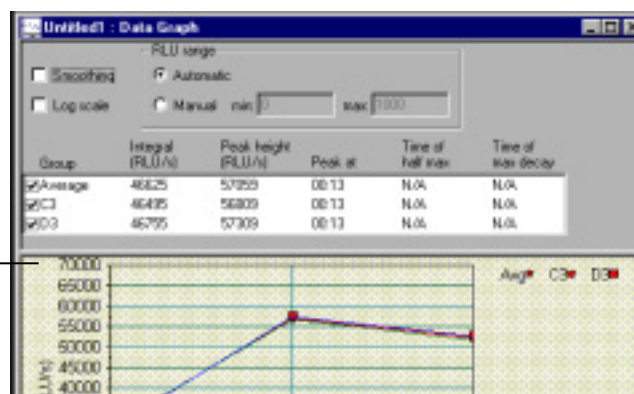 Untitled1 : Data Graph
RLU range
Smoothing
Automatic
Log scale
Manual min 0 max 1000
Group Integral (RLU/s) Peak height (RLU/s) Peak at Time of half max Time of max decay
Average 46625 57059 00:13 N/A N/A
C3 46495 56809 00:13 N/A N/A
D3 46755 57309 00:13 N/A N/A
70000
Avg C3 D3
65000
60000
55000
50000
45000
40000